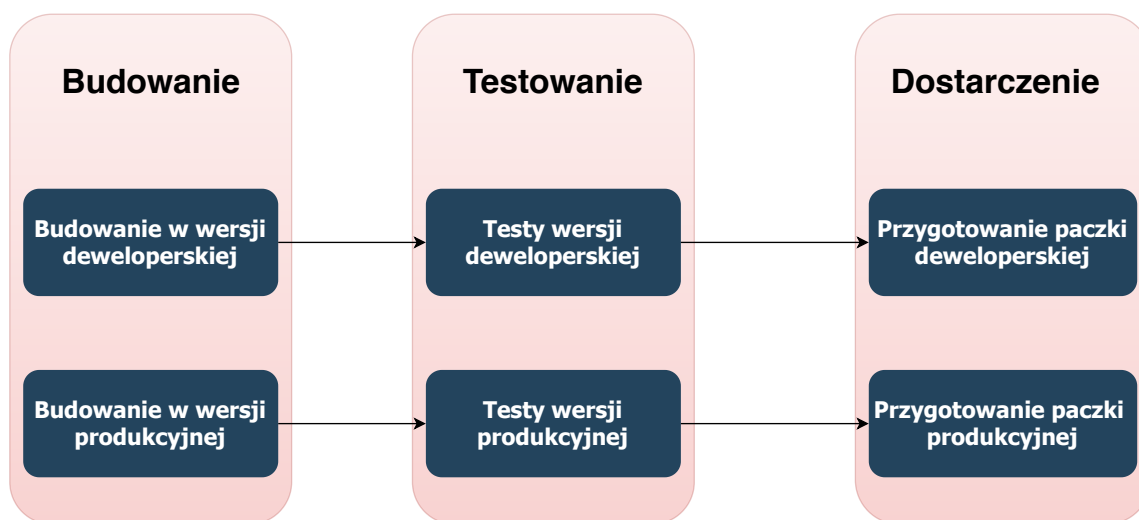 Budowanie
Testowanie
Dostarczenie
Budowanie w wersji
deweloperskiej
Testy wersji
deweloperskiej
Przygotowanie paczki
deweloperskiej
Budowanie w wersji
produkcyjnej
Testy wersji
produkcyjnej
Przygotowanie paczki
produkcyjnej